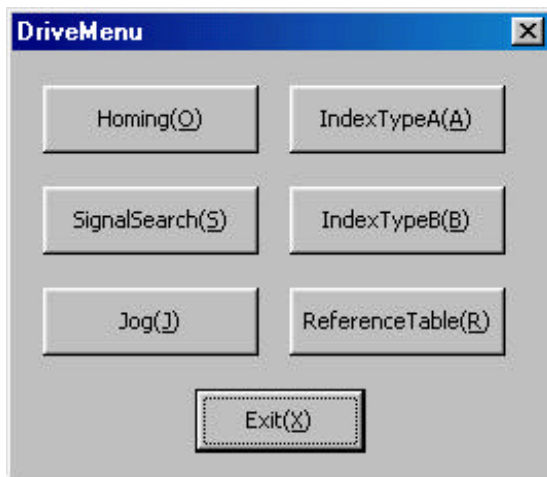 DriveMenu
Homing(O)
IndexTypeA(A)
SignalSearch(S)
IndexTypeB(B)
Jog(J)
ReferenceTable(R)
Exit(X)